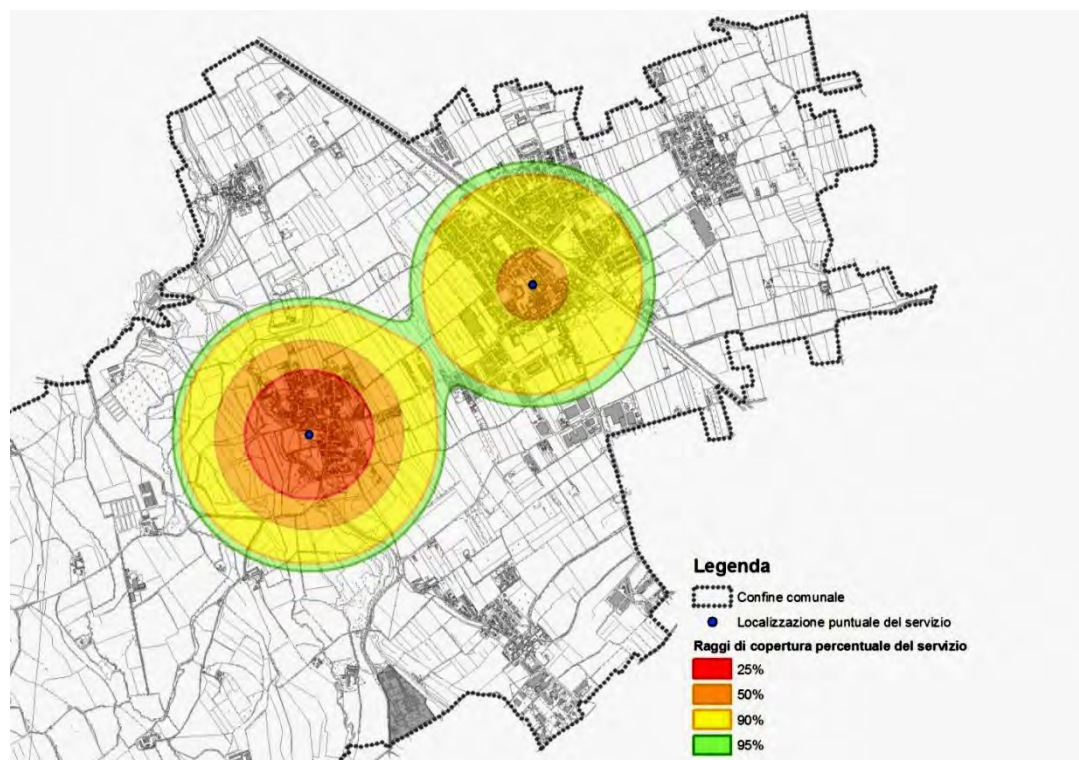 Legenda
Confine comunale
Localizzazione puntuale del servizio
Raggi di copertura percentuale del servizio
25%
50%
90%
95%